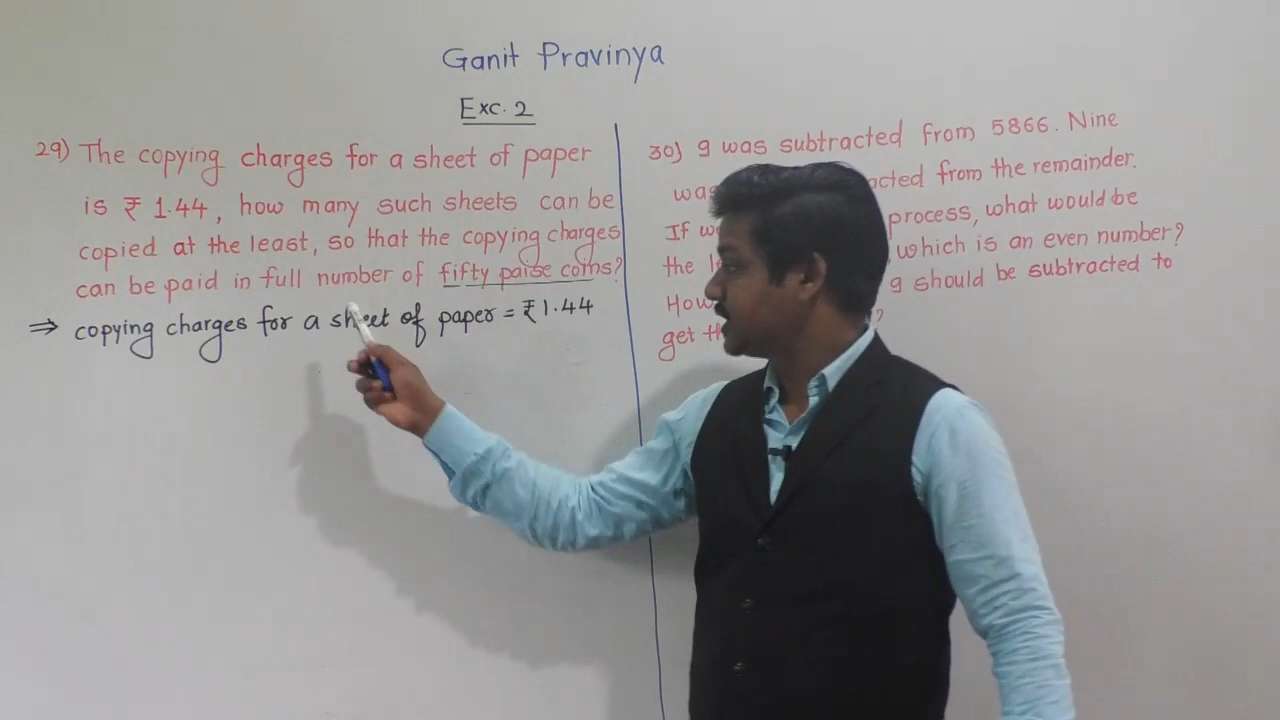 Ganit Pravinya
Exc. 2
29) The copying charges for a sheet of paper
is ₹ 1.44, how many such sheets can be
copied at the least, so that the copying charges
can be paid in full number of fifty paise coins?
⇒ copying charges for a sheet of paper = ₹ 1.44
30) 9 was subtracted from 5866. Nine
was acted from the remainder.
If process, what would be
the which is an even number?
How 9 should be subtracted to
get ?